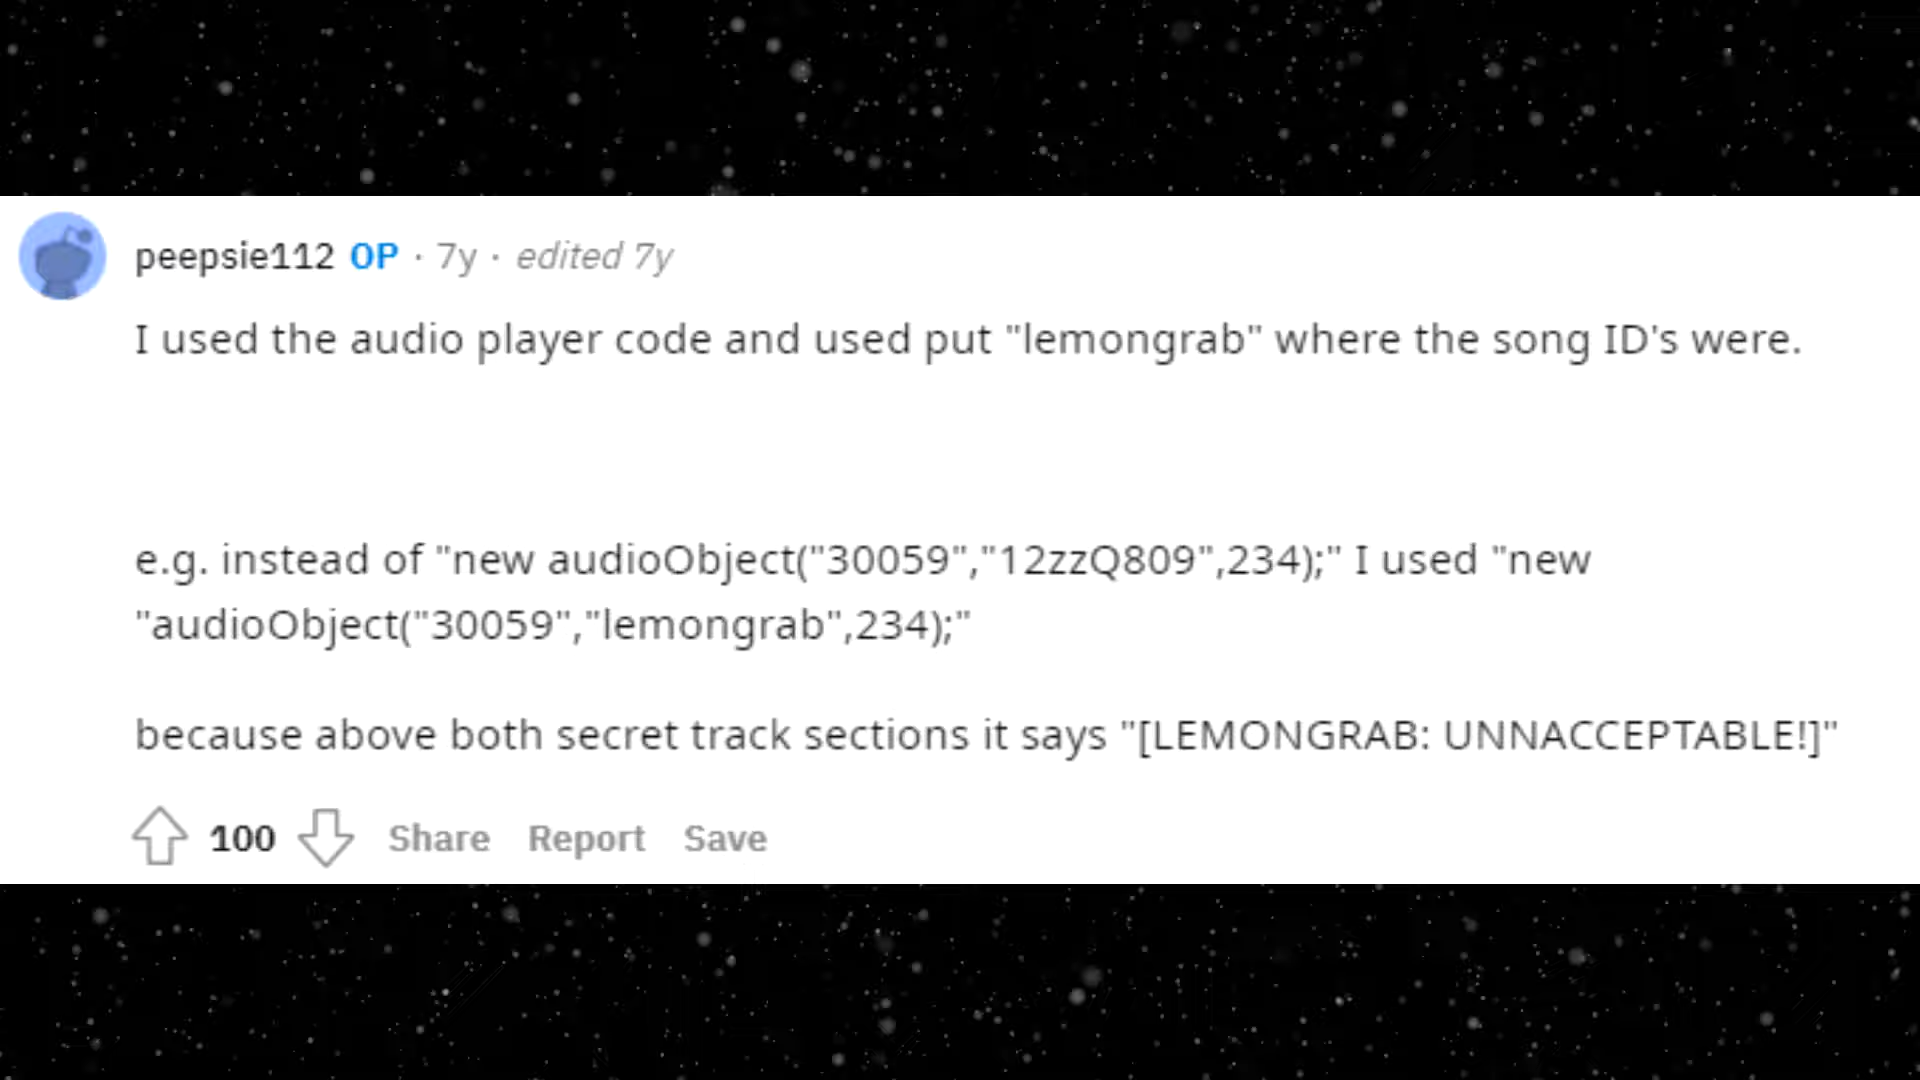 peepsie112 OP · 7y · edited 7y
I used the audio player code and used put "lemongrab" where the song ID's were.
e.g. instead of "new audioObject("30059","12zzQ809",234);" I used "new
"audioObject("30059","lemongrab",234);"
because above both secret track sections it says "[LEMONGRAB: UNNACCEPTABLE!]"
100 Share Report Save